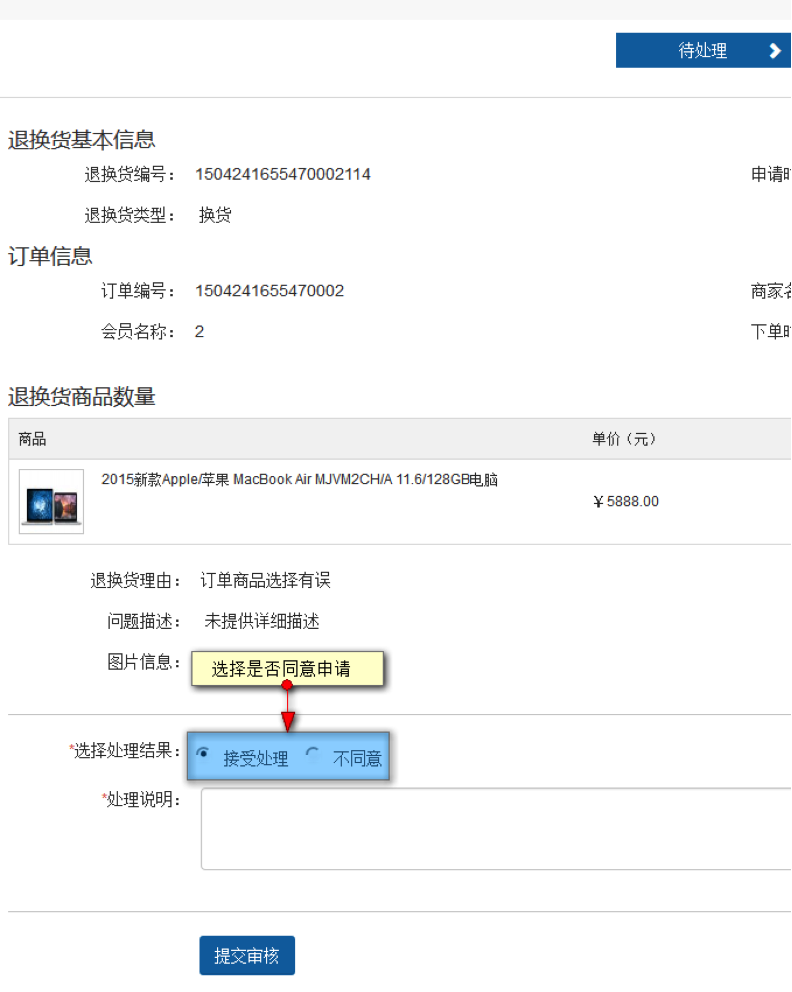 待处理
退换货基本信息
退换货编号： 1504241655470002114 申请时
退换货类型： 换货
订单信息
订单编号： 1504241655470002 商家名
会员名称： 2 下单时
退换货商品数量
商品 单价（元）
2015新款Apple/苹果 MacBook Air MJVM2CH/A 11.6/128GB电脑
￥5888.00
退换货理由： 订单商品选择有误
问题描述： 未提供详细描述
图片信息： 选择是否同意申请
*选择处理结果： 接受处理 不同意
*处理说明：
提交审核